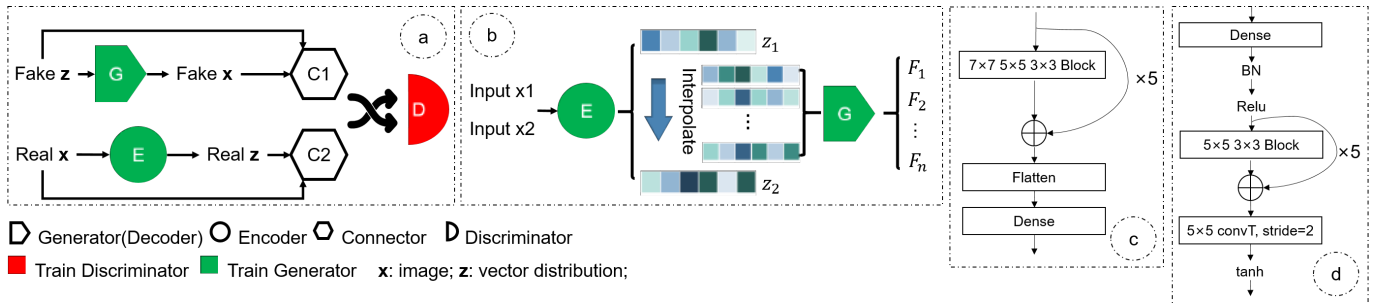 a
Fake z
G
Fake x
C1
D
Real x
E
Real z
C2
b
Input x1
Input x2
E
z1
Interpolate
⋮
z2
G
F1
F2
⋮
Fn
7×7 5×5 3×3 Block
×5
Flatten
Dense
c
Dense
BN
Relu
5×5 3×3 Block
×5
5×5 convT, stride=2
tanh
d
Generator(Decoder) Encoder Connector Discriminator
Train Discriminator Train Generator x: image; z: vector distribution;